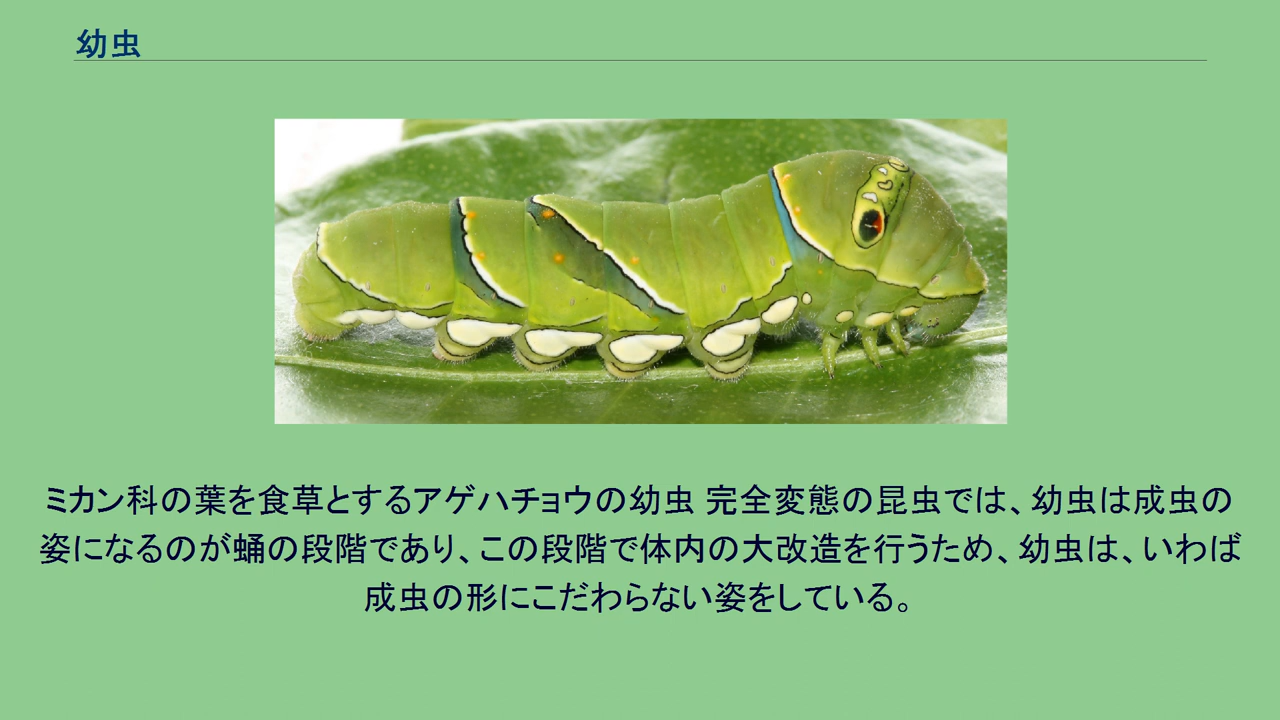 幼虫
ミカン科の葉を食草とするアゲハチョウの幼虫 完全変態の昆虫では、幼虫は成虫の
姿になるのが蛹の段階であり、この段階で体内の大改造を行うため、幼虫は、いわば
成虫の形にこだわらない姿をしている。